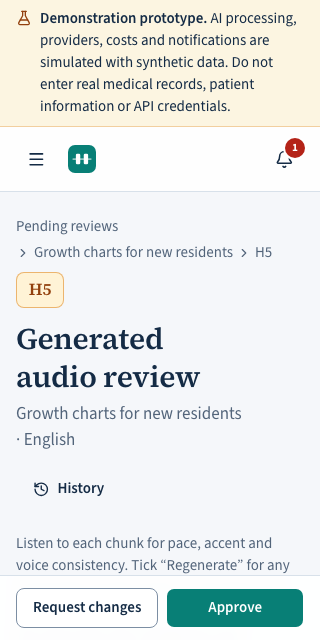 Demonstration prototype. AI processing,
providers, costs and notifications are
simulated with synthetic data. Do not
enter real medical records, patient
information or API credentials.
1
Pending reviews
> Growth charts for new residents > H5
H5
Generated
audio review
Growth charts for new residents
· English
History
Listen to each chunk for pace, accent and
voice consistency. Tick “Regenerate” for any
Request changes
Approve